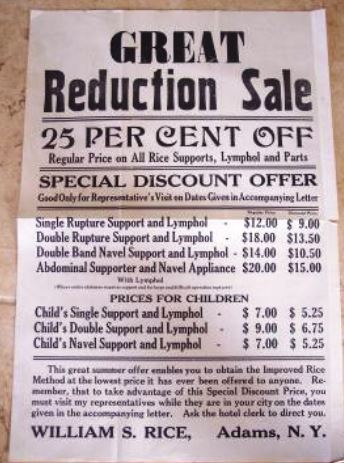 GREAT
Reduction Sale
25 PER CENT OFF
Regular Price on All Rice Supports, Lymphol and Parts
SPECIAL DISCOUNT OFFER
Good Only for Representative's Visit on Dates Given in Accompanying Letter
Regular Price Discount Price
Single Rupture Support and Lymphol - $12.00 $ 9.00
Double Rupture Support and Lymphol - $18.00 $13.50
Double Band Navel Support and Lymphol - $14.00 $10.50
Abdominal Supporter and Navel Appliance $20.00 $15.00
With Lymphol
PRICES FOR CHILDREN
Child's Single Support and Lymphol - $ 7.00 $ 5.25
Child's Double Support and Lymphol - $ 9.00 $ 6.75
Child's Navel Support and Lymphol - $ 7.00 $ 5.25
This great summer offer enables you to obtain the Improved Rice
Method at the lowest price it has ever been offered to anyone. Re-
member, that to take advantage of this Special Discount Price, you
must visit my representatives while they are in your city on the dates
given in the accompanying letter. Ask the hotel clerk to direct you.
WILLIAM S. RICE, Adams, N. Y.